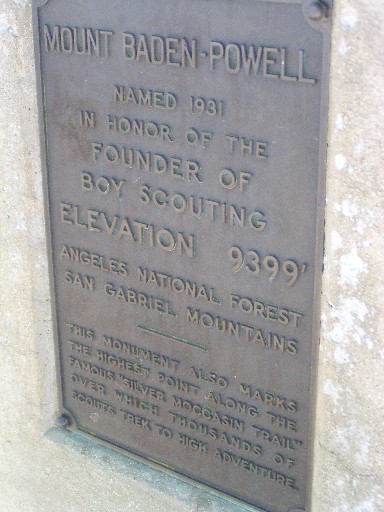 MOUNT BADEN-POWELL
NAMED 1931
IN HONOR OF THE
FOUNDER OF
BOY SCOUTING
ELEVATION 9399'
ANGELES NATIONAL FOREST
SAN GABRIEL MOUNTAINS
THIS MONUMENT ALSO MARKS
THE HIGHEST POINT ALONG THE
FAMOUS "SILVER MOCCASIN TRAIL"
OVER WHICH THOUSANDS OF
SCOUTS TREK TO HIGH ADVENTURE.